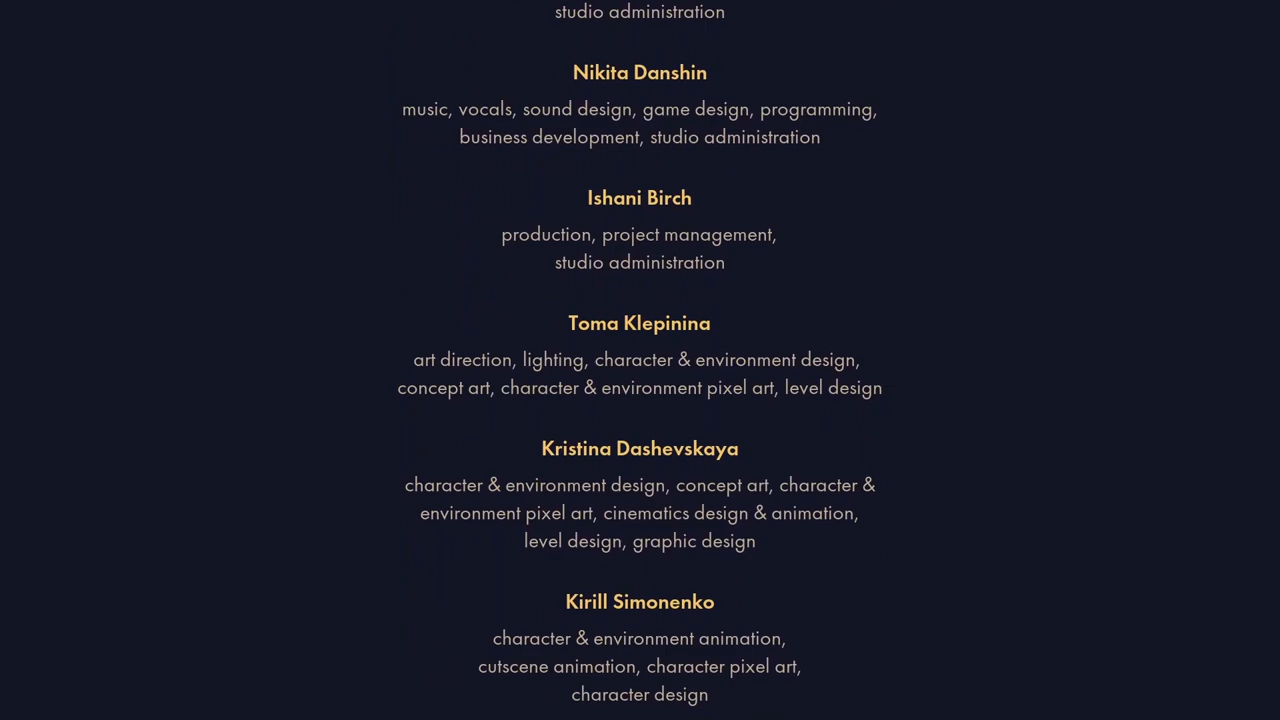 studio administration
Nikita Danshin
music, vocals, sound design, game design, programming,
business development, studio administration
Ishani Birch
production, project management,
studio administration
Toma Klepinina
art direction, lighting, character & environment design,
concept art, character & environment pixel art, level design
Kristina Dashevskaya
character & environment design, concept art, character &
environment pixel art, cinematics design & animation,
level design, graphic design
Kirill Simonenko
character & environment animation,
cutscene animation, character pixel art,
character design